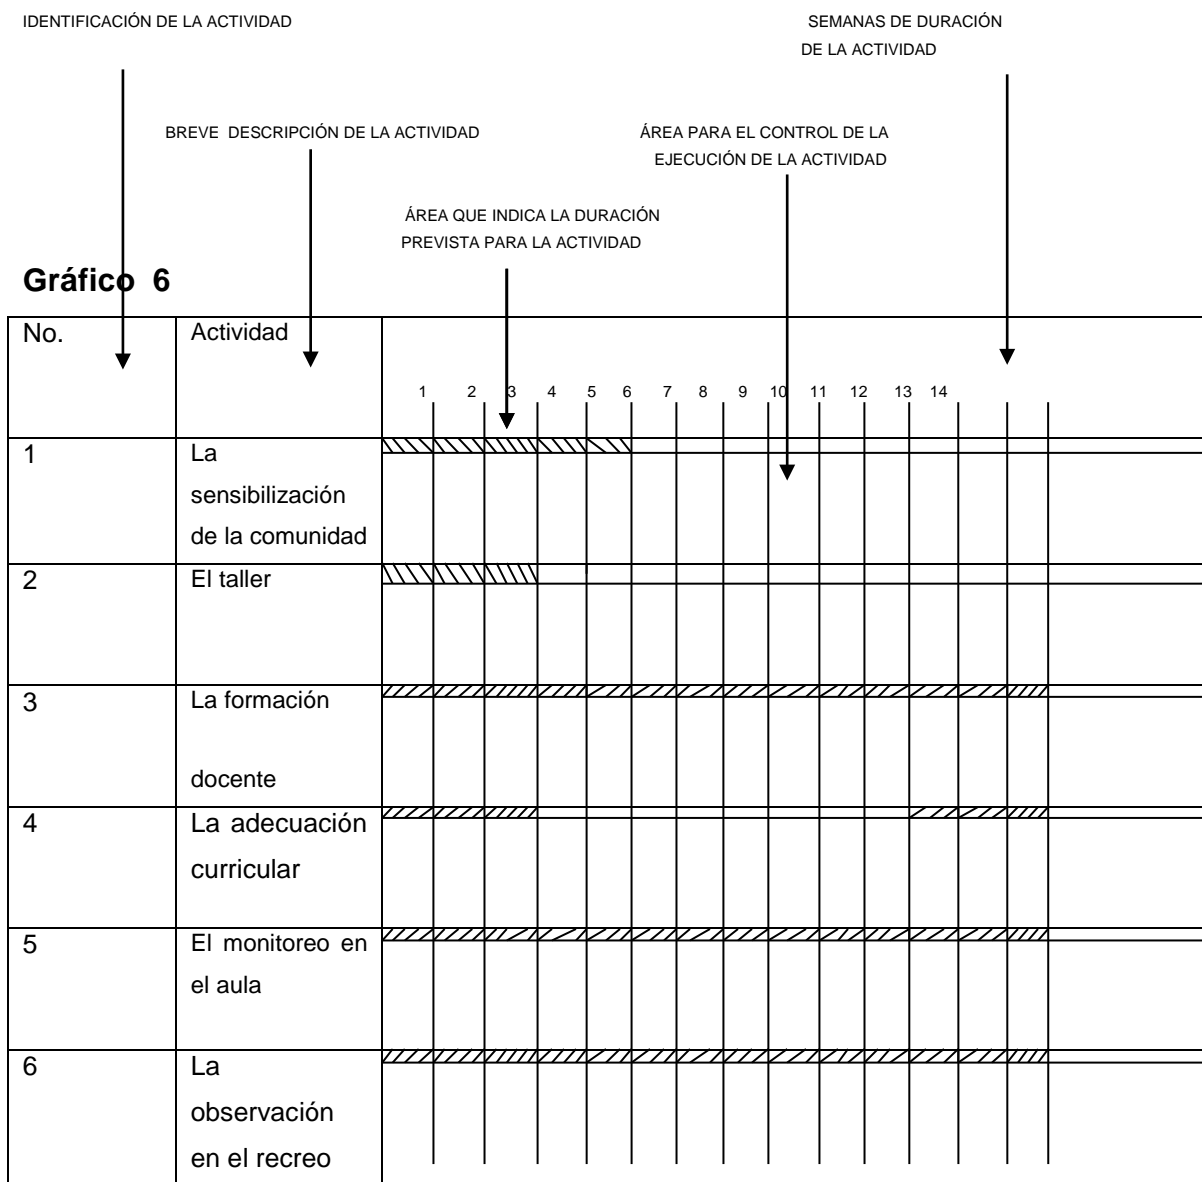 IDENTIFICACIÓN DE LA ACTIVIDAD
SEMANAS DE DURACIÓN
DE LA ACTIVIDAD
BREVE DESCRIPCIÓN DE LA ACTIVIDAD
ÁREA PARA EL CONTROL DE LA
EJECUCIÓN DE LA ACTIVIDAD
ÁREA QUE INDICA LA DURACIÓN
PREVISTA PARA LA ACTIVIDAD
Gráfico 6
No. Actividad
1 2 3 4 5 6 7 8 9 10 11 12 13 14
1 La
sensibilización
de la comunidad
2 El taller
3 La formación
docente
4 La adecuación
curricular
5 El monitoreo en
el aula
6 La
observación
en el recreo